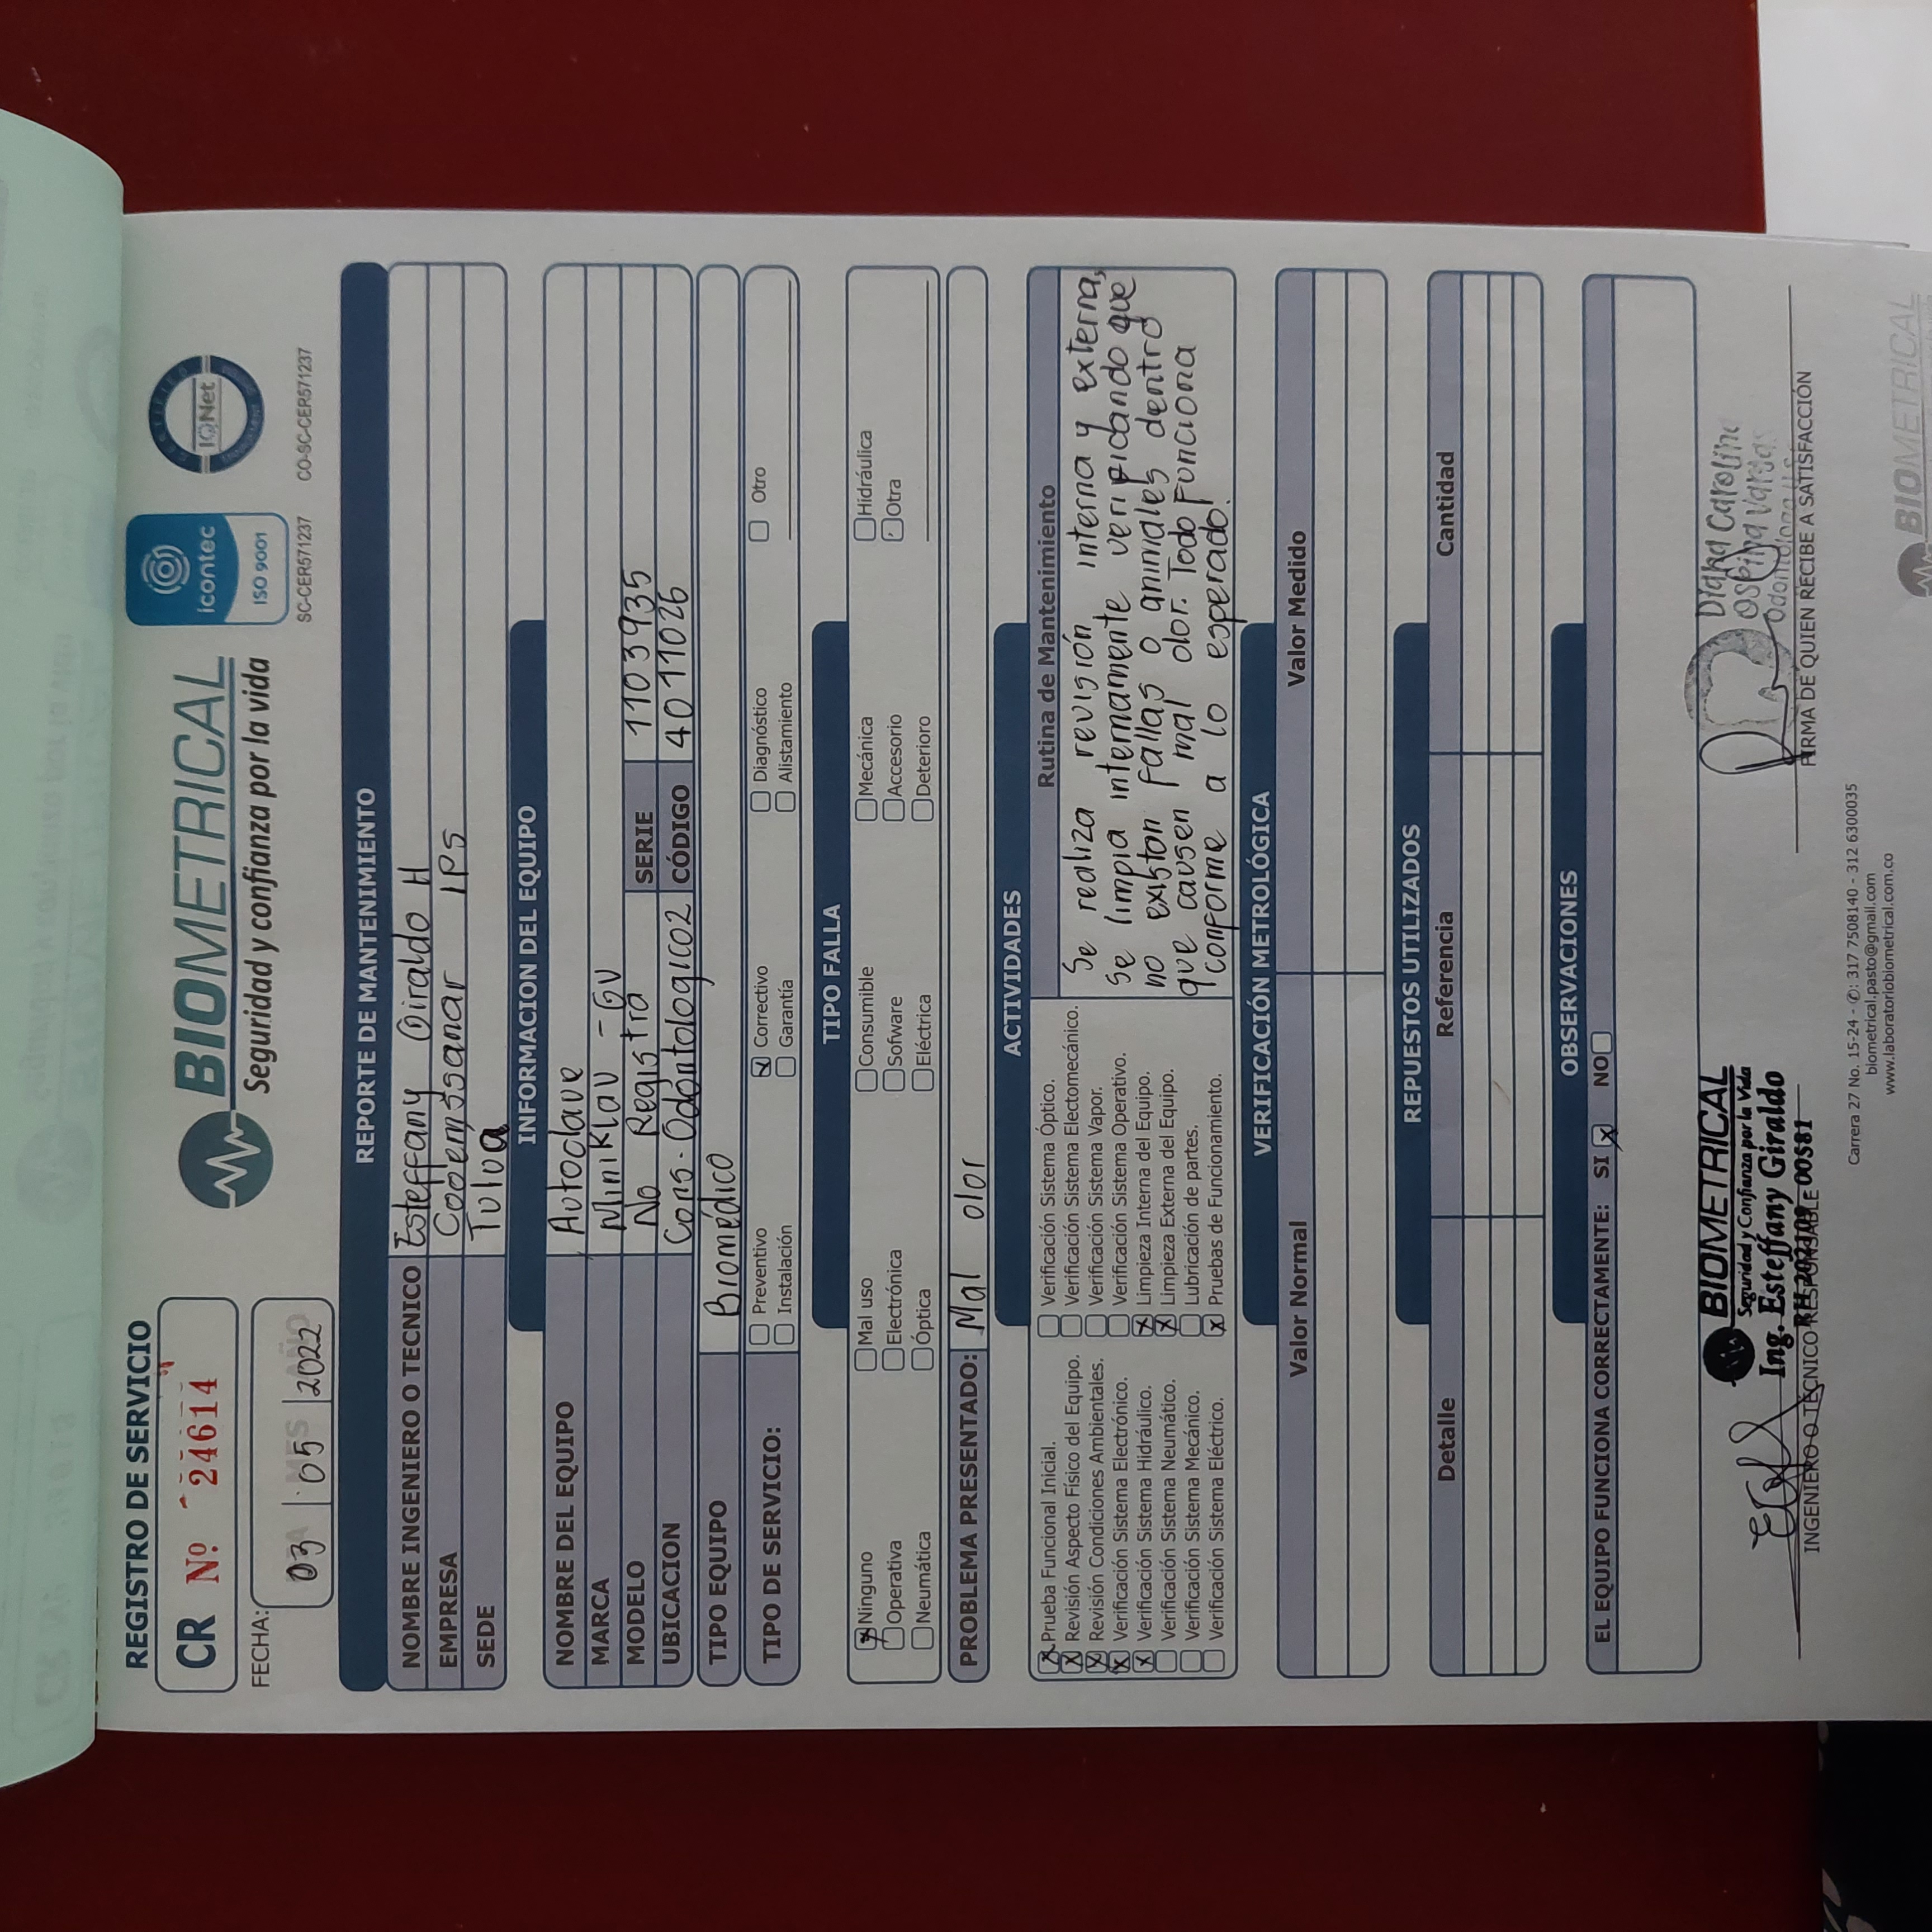 REGISTRO DE SERVICIO
CR Nº 24614
FECHA: 03 | 05 | 2022
BIOMETRICAL
Seguridad y confianza por la vida
icontec
ISO 9001
SC-CER571237
IQNet
CO-SC-CER571237
REPORTE DE MANTENIMIENTO
NOMBRE INGENIERO O TECNICO Esteffany Giraldo H
EMPRESA Cooemssanar IPS
SEDE Tuluá
INFORMACION DEL EQUIPO
NOMBRE DEL EQUIPO Autoclave
MARCA MiniKlav - GV
MODELO No Registra SERIE 1103935
UBICACION Cons. Odontologico2 CÓDIGO 4011026
TIPO EQUIPO Biomédico
TIPO DE SERVICIO:
Preventivo Correctivo Diagnóstico Otro
Instalación Garantía Alistamiento
TIPO FALLA
Ninguno Mal uso Consumible Mecánica Hidráulica
Operativa Electrónica Sofware Accesorio Otra
Neumática Óptica Eléctrica Deterioro
PROBLEMA PRESENTADO: Mal olor
ACTIVIDADES
Prueba Funcional Inicial.
Revisión Aspecto Físico del Equipo.
Revisión Condiciones Ambientales.
Verificación Sistema Electrónico.
Verificación Sistema Hidráulico.
Verificación Sistema Neumático.
Verificación Sistema Mecánico.
Verificación Sistema Eléctrico.
Verificación Sistema Óptico.
Verificación Sistema Electomecánico.
Verificación Sistema Vapor.
Verificación Sistema Operativo.
Limpieza Interna del Equipo.
Limpieza Externa del Equipo.
Lubricación de partes.
Pruebas de Funcionamiento.
Rutina de Mantenimiento
Se realiza revisión interna y externa,
Se limpia internamente verificando que
no existan fallas o animales dentro
que causen mal olor. Todo Funciona
conforme a lo esperado!
VERIFICACIÓN METROLÓGICA
Valor Normal Valor Medido
REPUESTOS UTILIZADOS
Detalle Referencia Cantidad
OBSERVACIONES
EL EQUIPO FUNCIONA CORRECTAMENTE: SI NO
BIOMETRICAL
Seguridad y Confianza por la Vida
Ing. Esteffany Giraldo
RH 202109 - 00581
INGENIERO O TÉCNICO RESPONSABLE
Diana Carolina
Ospina Vargas
FIRMA DE QUIEN RECIBE A SATISFACCIÓN
Carrera 27 No. 15-24 - ✆: 317 7508140 - 312 6300035
biometrical.pasto@gmail.com
www.laboratoriobiometrical.com.co
BIOMETRICAL